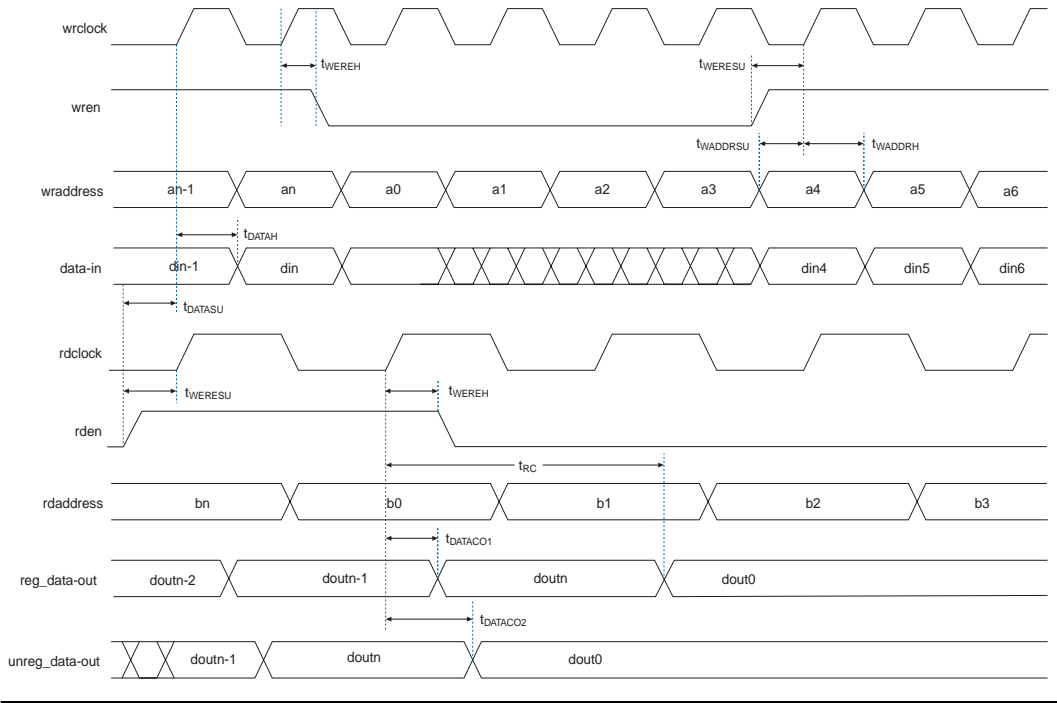 wrclock
tWEREH
tWERESU
wren
tWADDRSU
tWADDRH
wraddress an-1 an a0 a1 a2 a3 a4 a5 a6
tDATAH
data-in din-1 din din4 din5 din6
tDATASU
rdclock
tWERESU
tWEREH
rden
tRC
rdaddress bn b0 b1 b2 b3
tDATACO1
reg_data-out doutn-2 doutn-1 doutn dout0
tDATACO2
unreg_data-out doutn-1 doutn dout0